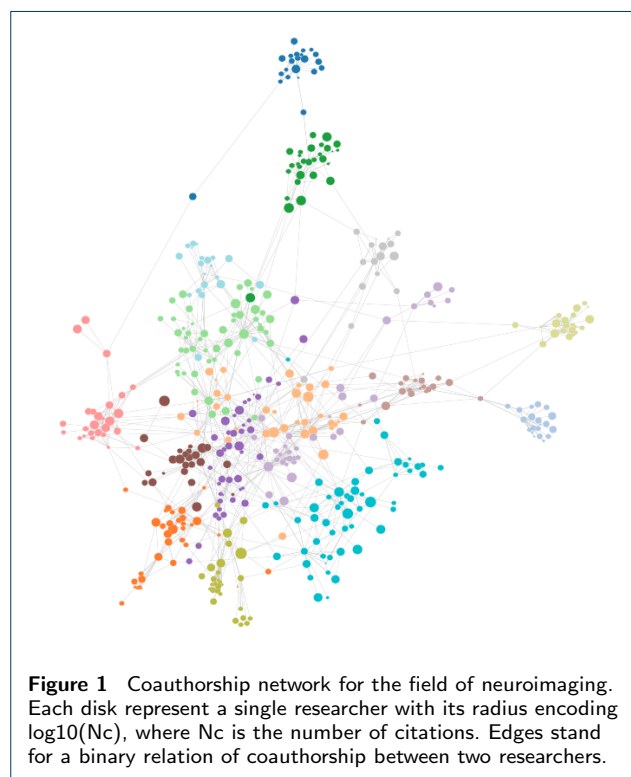 Figure 1 Coauthorship network for the field of neuroimaging.
Each disk represent a single researcher with its radius encoding
log10(Nc), where Nc is the number of citations. Edges stand
for a binary relation of coauthorship between two researchers.